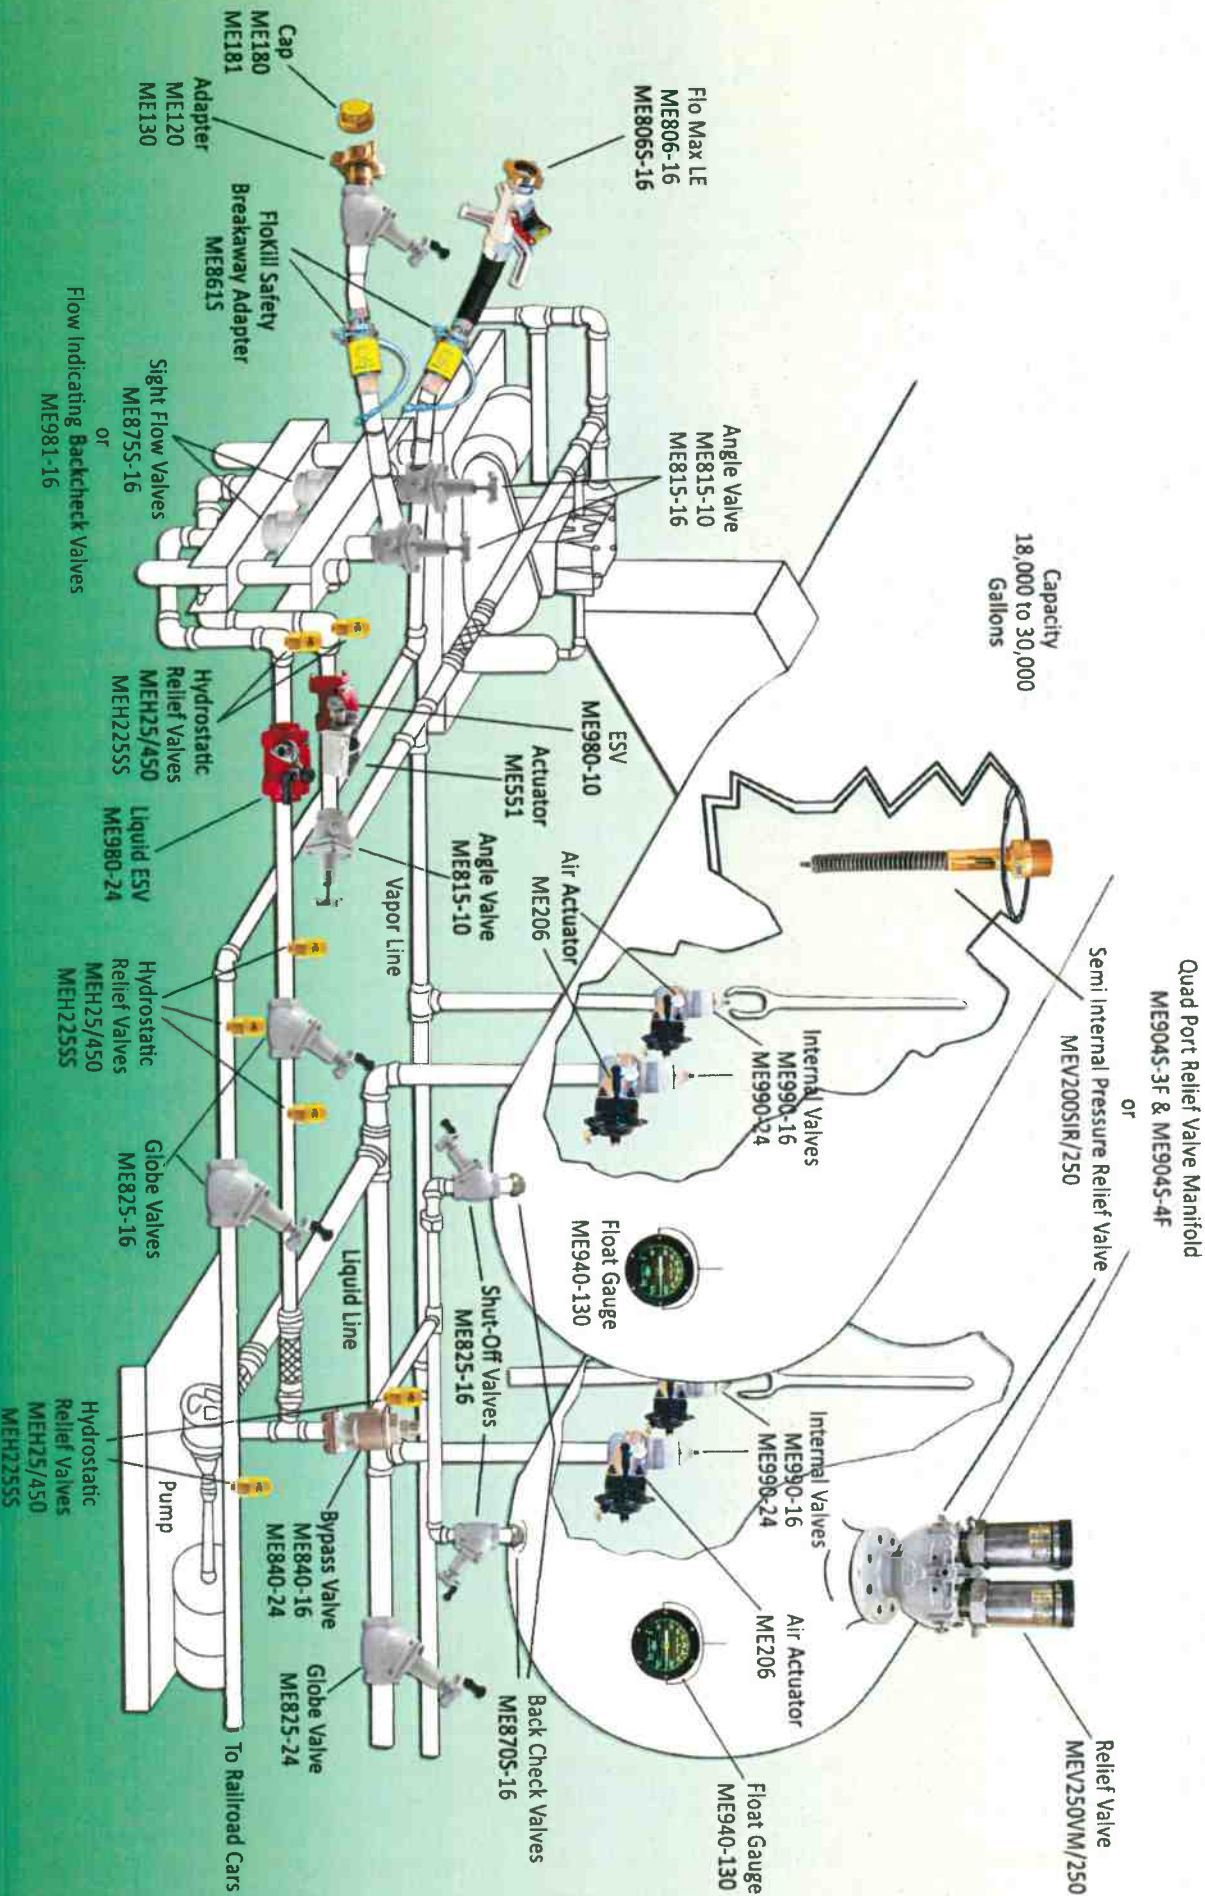 Quad Port Relief Valve Manifold
ME904S-3F & ME904S-4F
or
Semi Internal Pressure Relief Valve
MEV200SIR/250
Relief Valve
MEV250VM/250
Capacity
18,000 to 30,000
Gallons
Flo Max LE
ME806-16
ME806S-16
Angle Valve
ME815-10
ME815-16
Cap
ME180
ME181
Adapter
ME120
ME130
FloKill Safety
Breakaway Adapter
ME861S
Sight Flow Valves
ME875S-16
or
Flow Indicating Backcheck Valves
ME981-16
ESV
ME980-10
Actuator
ME551
Angle Valve
ME815-10
Air Actuator
ME206
Internal Valves
ME990-16
ME990-24
Float Gauge
ME940-130
Internal Valves
ME990-16
ME990-24
Air Actuator
ME206
Float Gauge
ME940-130
Vapor Line
Hydrostatic
Relief Valves
MEH25/450
MEH225SS
Liquid ESV
ME980-24
Hydrostatic
Relief Valves
MEH25/450
MEH225SS
Globe Valves
ME825-16
Liquid Line
Shut-Off Valves
ME825-16
Back Check Valves
ME870S-16
Bypass Valve
ME840-16
ME840-24
Globe Valve
ME825-24
Pump
Hydrostatic
Relief Valves
MEH25/450
MEH225SS
To Railroad Cars